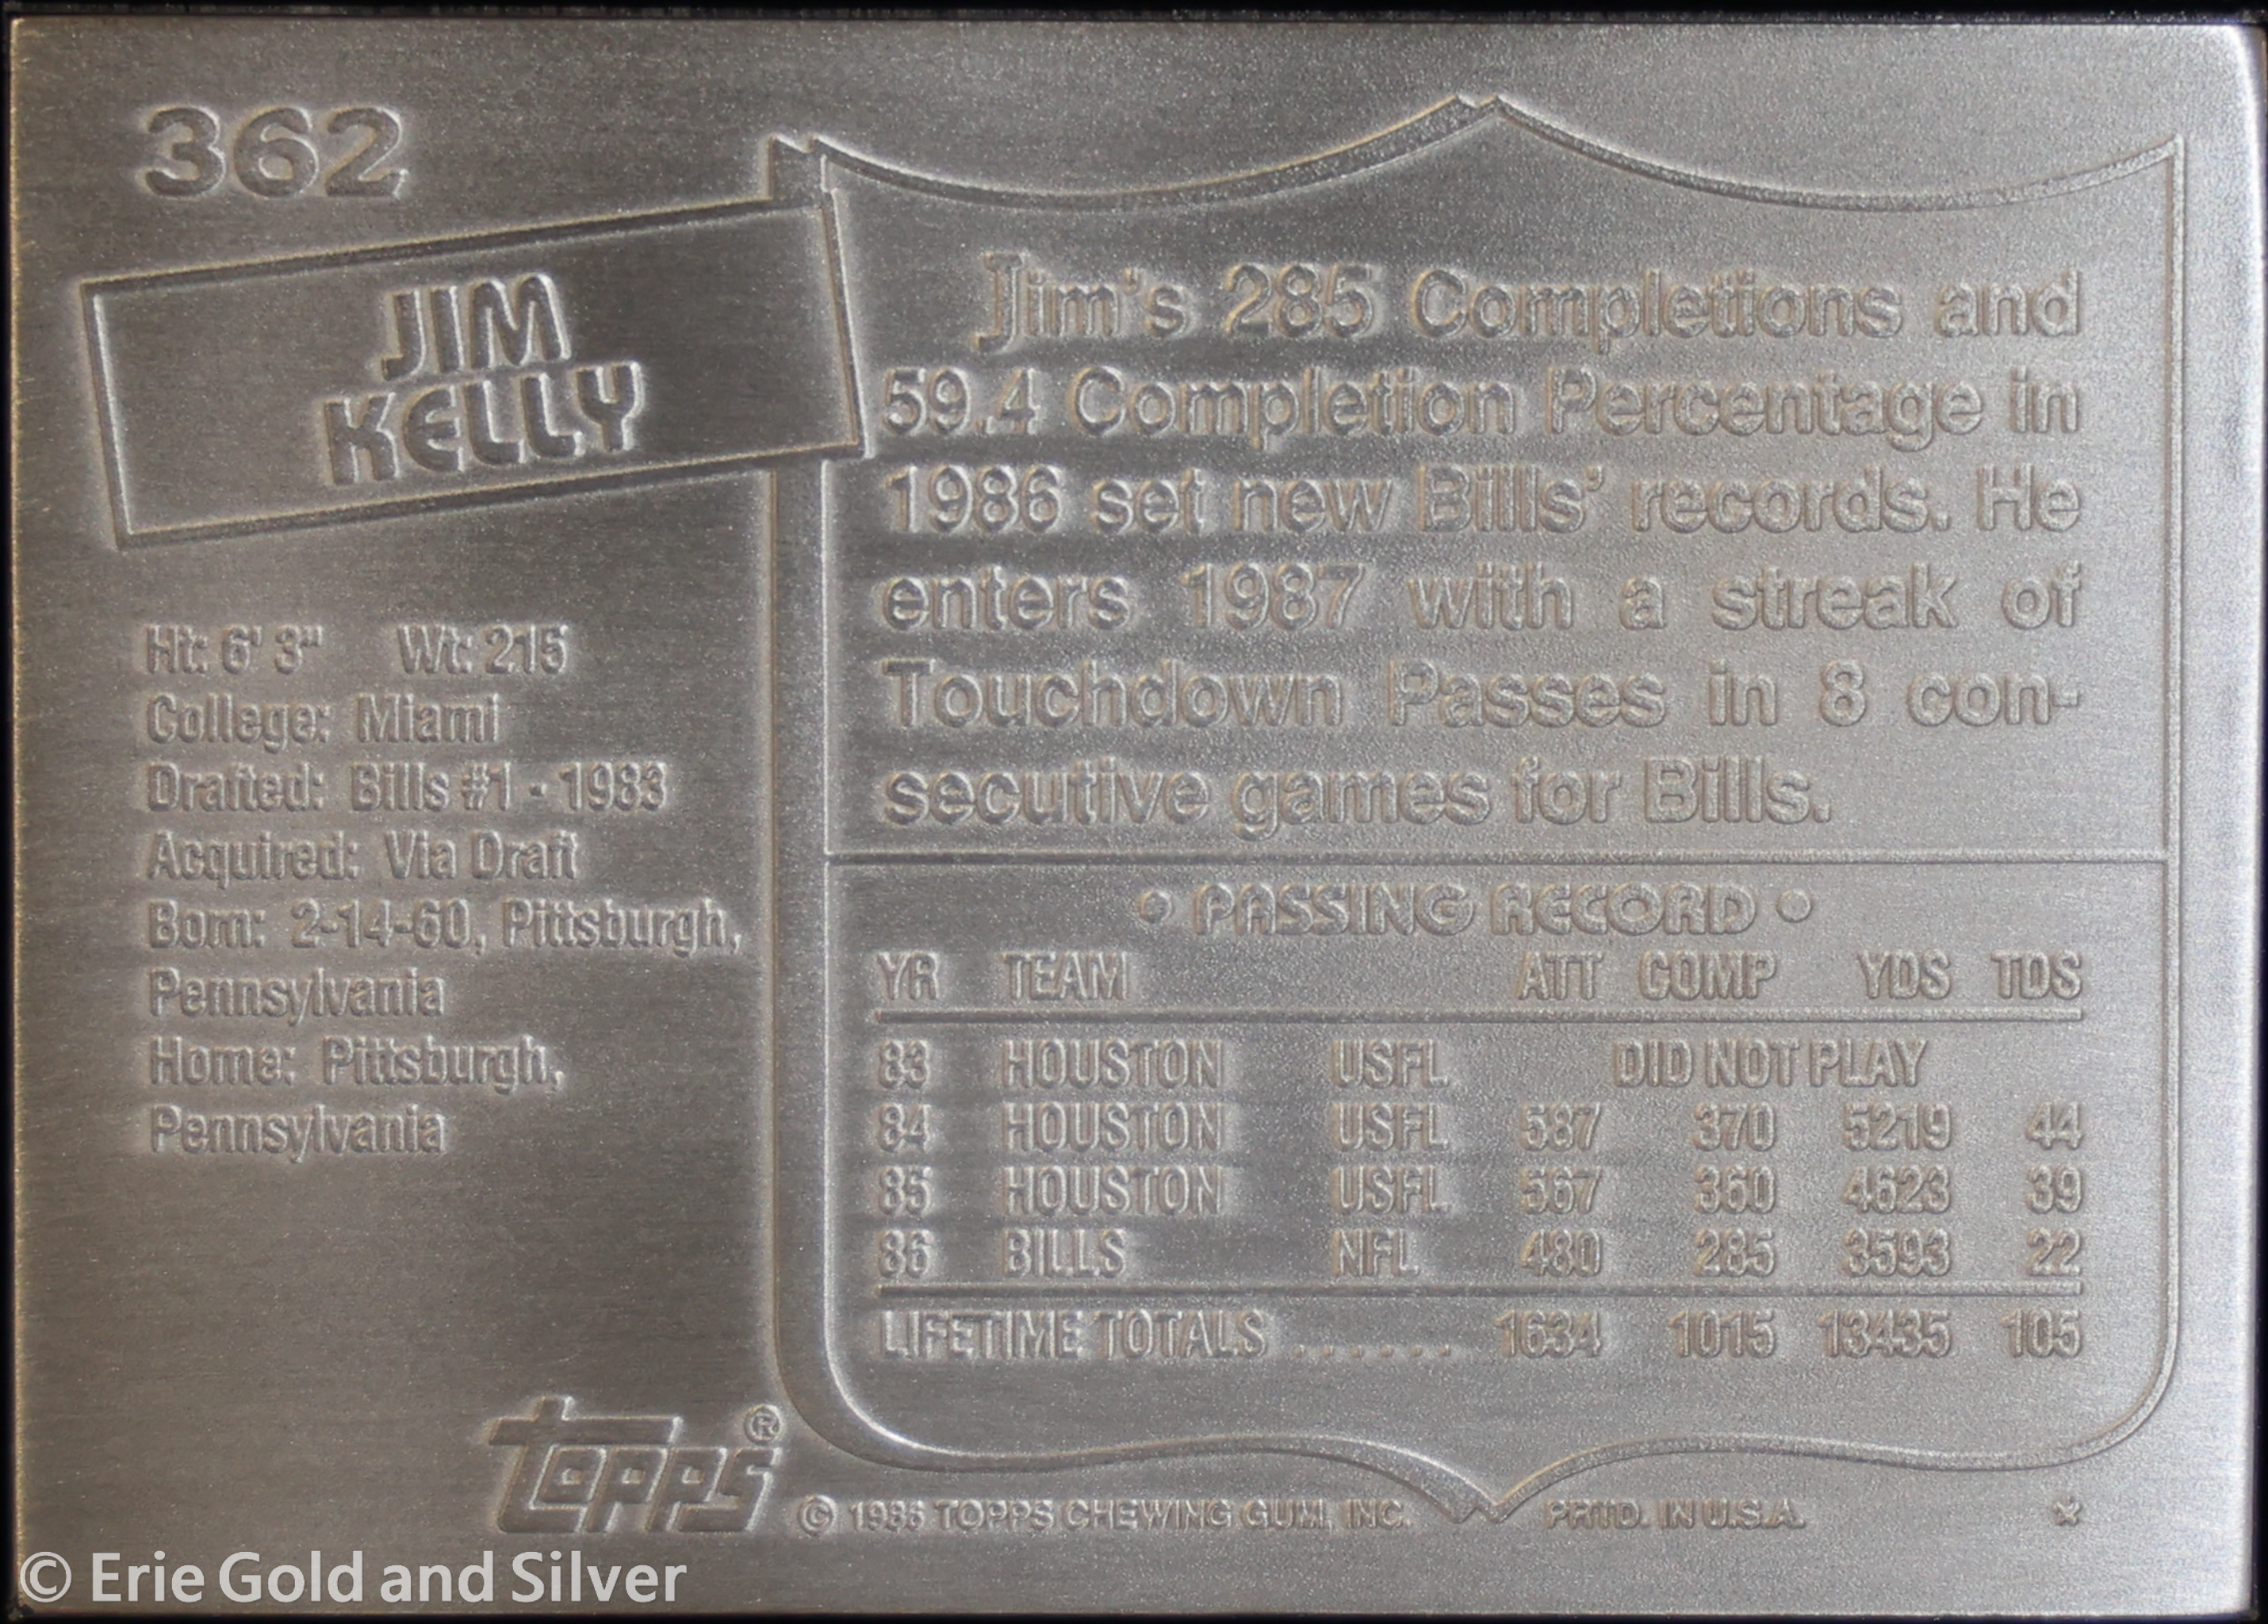 362
JIM
KELLY
Ht: 6' 3" Wt: 215
College: Miami
Drafted: Bills #1 - 1983
Acquired: Via Draft
Born: 2-14-60, Pittsburgh,
Pennsylvania
Home: Pittsburgh,
Pennsylvania
Jim's 285 Completions and
59.4 Completion Percentage in
1986 set new Bills' records. He
enters 1987 with a streak of
Touchdown Passes in 8 con-
secutive games for Bills.
• PASSING RECORD •
YR TEAM ATT COMP YDS TDS
83 HOUSTON USFL DID NOT PLAY
84 HOUSTON USFL 587 370 5219 44
85 HOUSTON USFL 567 360 4623 39
86 BILLS NFL 480 285 3593 22
LIFETIME TOTALS ...... 1634 1015 13435 105
topps®
© 1986 TOPPS CHEWING GUM, INC. PRTD. IN U.S.A. *
© Erie Gold and Silver